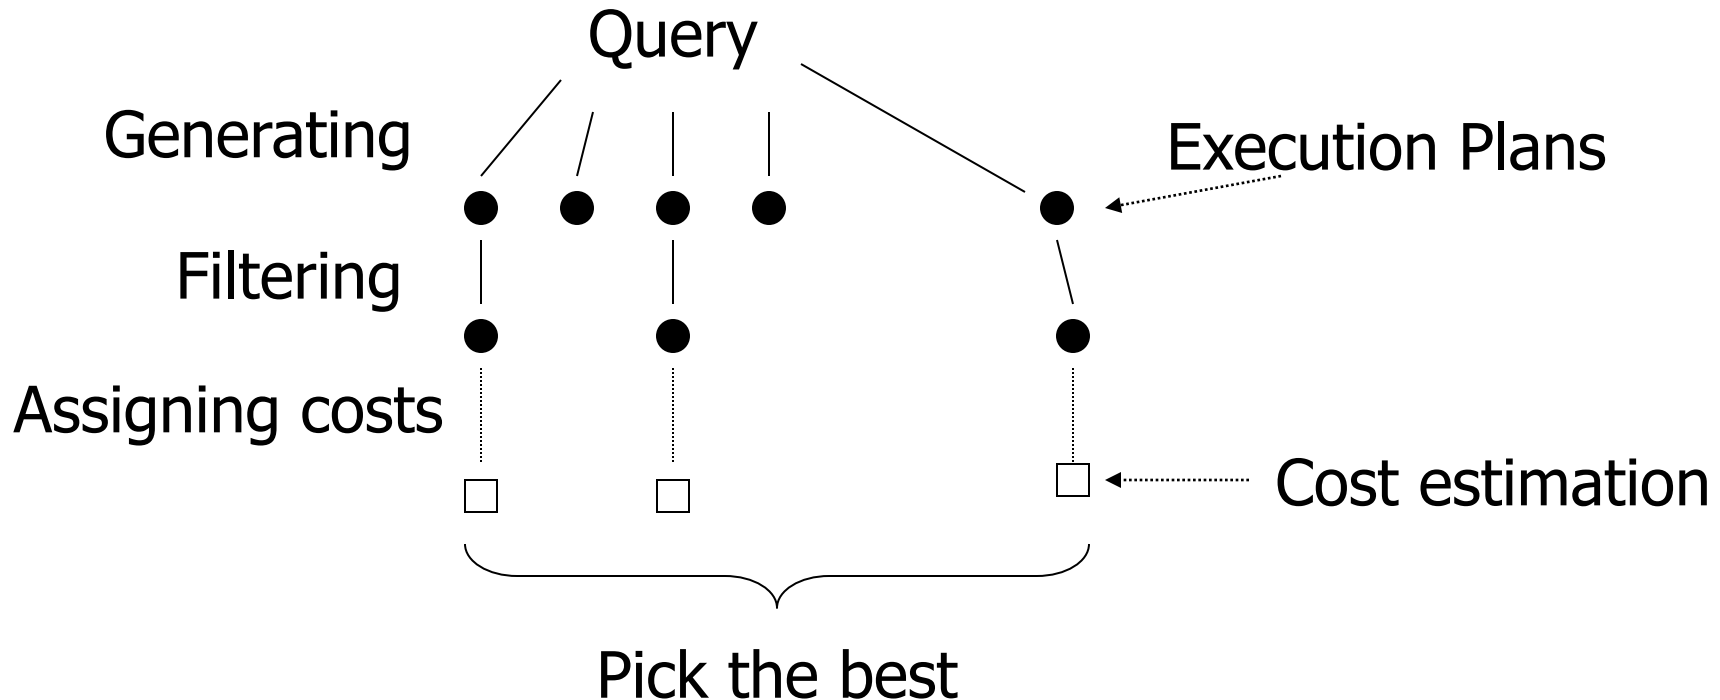 Query
Generating
Execution Plans
Filtering
Assigning costs
Cost estimation
Pick the best